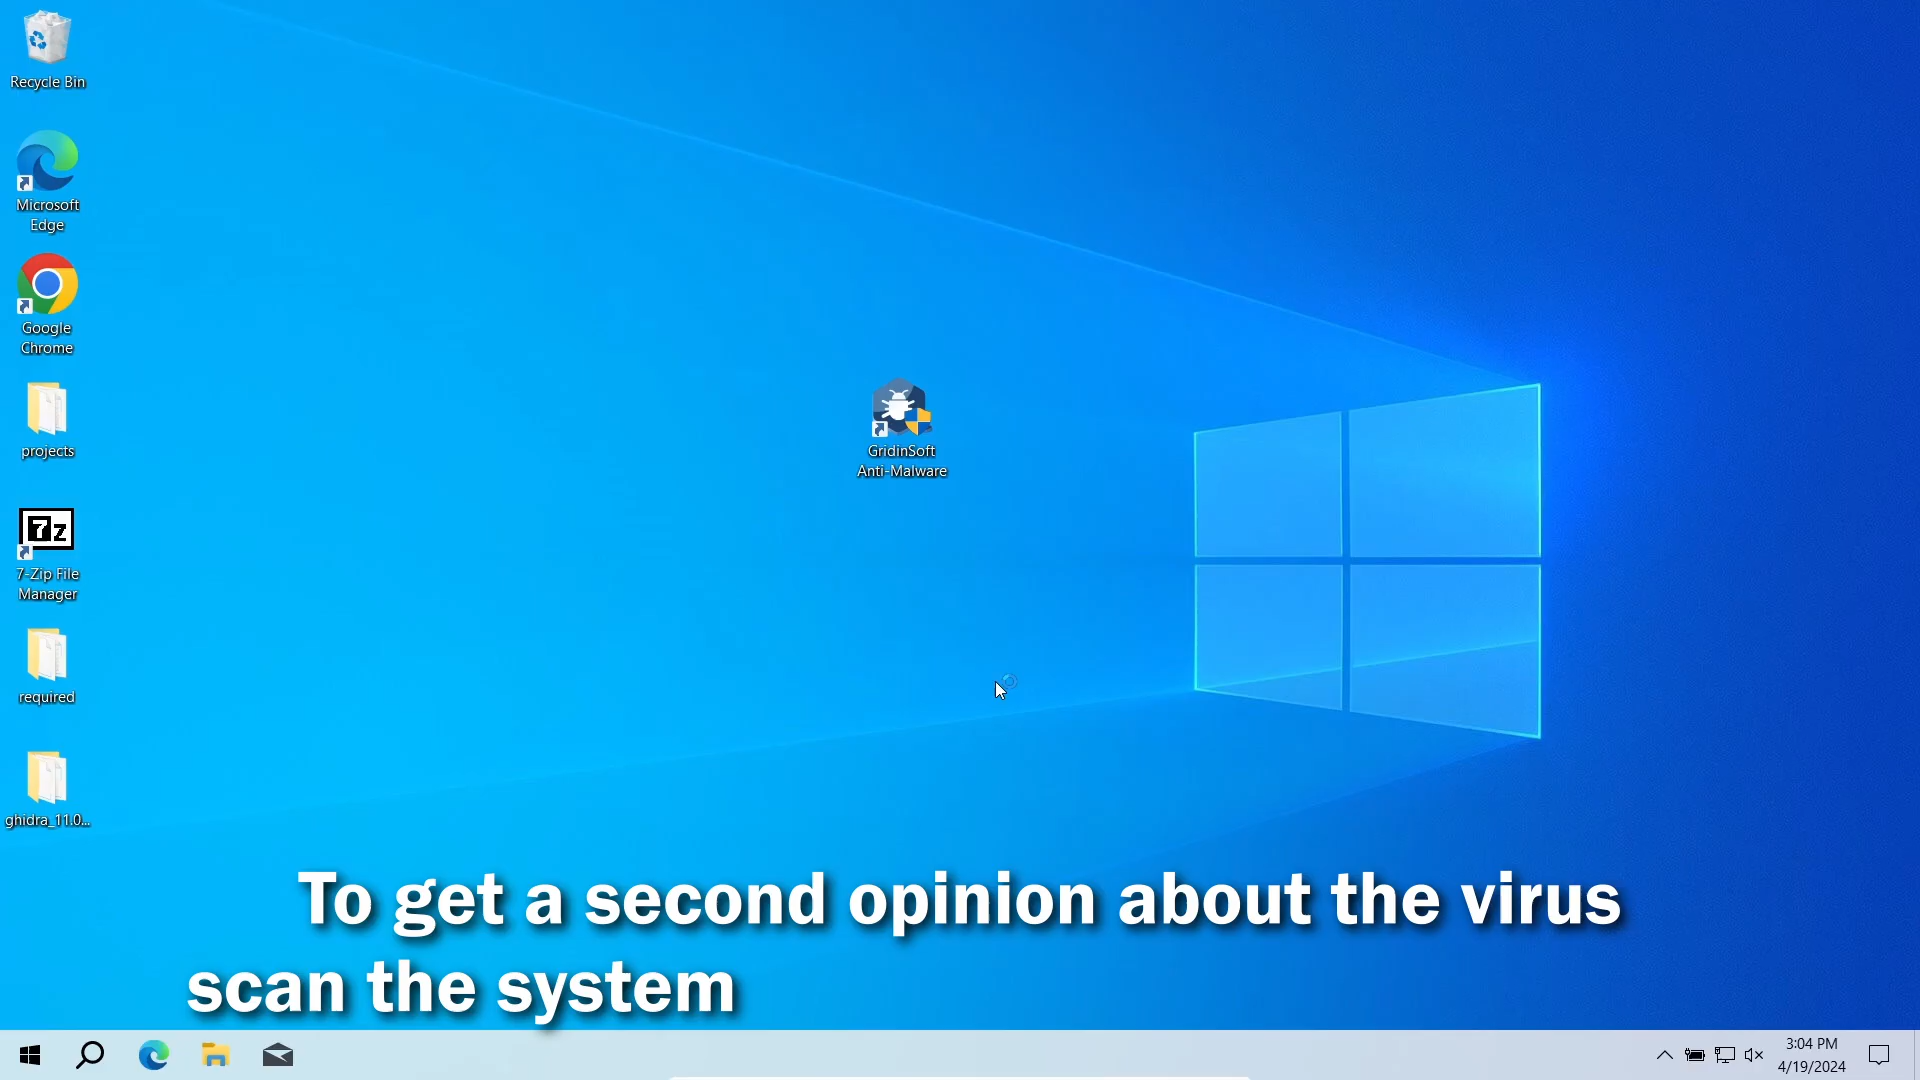 Recycle Bin
Microsoft
Edge
Google
Chrome
projects
7z
7-Zip File
Manager
required
ghidra_11.0...
GridinSoft
Anti-Malware
To get a second opinion about the virus
scan the system
3:04 PM
4/19/2024